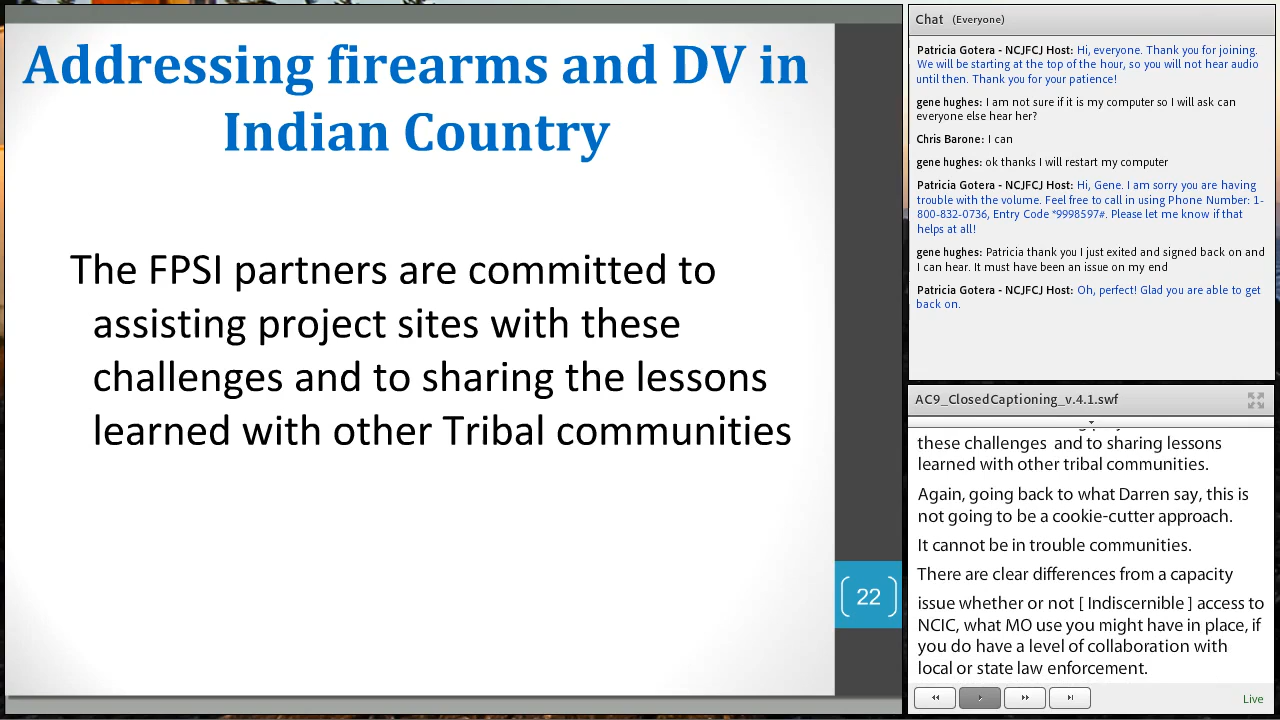 Addressing firearms and DV in
Indian Country
The FPSI partners are committed to
assisting project sites with these
challenges and to sharing the lessons
learned with other Tribal communities
22
Chat (Everyone)
Patricia Gotera - NCJFCJ Host: Hi, everyone. Thank you for joining.
We will be starting at the top of the hour, so you will not hear audio
until then. Thank you for your patience!
gene hughes: I am not sure if it is my computer so I will ask can
everyone else hear her?
Chris Barone: I can
gene hughes: ok thanks I will restart my computer
Patricia Gotera - NCJFCJ Host: Hi, Gene. I am sorry you are having
trouble with the volume. Feel free to call in using Phone Number: 1-
800-832-0736, Entry Code *9998597#. Please let me know if that
helps at all!
gene hughes: Patricia thank you I just exited and signed back on and
I can hear. It must have been an issue on my end
Patricia Gotera - NCJFCJ Host: Oh, perfect! Glad you are able to get
back on.
AC9_ClosedCaptioning_v.4.1.swf
these challenges and to sharing lessons
learned with other tribal communities.
Again, going back to what Darren say, this is
not going to be a cookie-cutter approach.
It cannot be in trouble communities.
There are clear differences from a capacity
issue whether or not [ Indiscernible ] access to
NCIC, what MO use you might have in place, if
you do have a level of collaboration with
local or state law enforcement.
Live